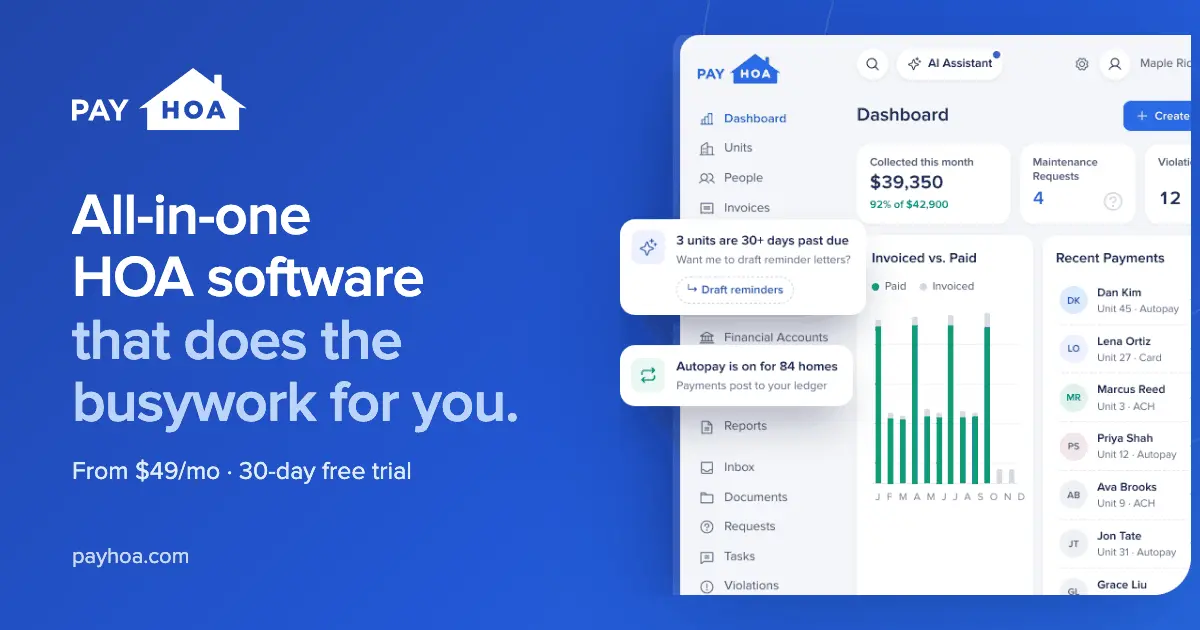 PAY HOA
All-in-one
HOA software
that does the
busywork for you.
From $49/mo · 30-day free trial
payhoa.com
PAY HOA
AI Assistant
Dashboard
Units
People
Invoices
3 units are 30+ days past due
Want me to draft reminder letters?
Draft reminders
Financial Accounts
Autopay is on for 84 homes
Payments post to your ledger
Reports
Inbox
Documents
Requests
Tasks
Violations
Dashboard
Create
Collected this month
$39,350
92% of $42,900
Maintenance
Requests
4
12
Invoiced vs. Paid
Paid
Invoiced
J F M A M J J A S O N D
Recent Payments
DK
Dan Kim
Unit 45 · Autopay
LO
Lena Ortiz
Unit 27 · Card
MR
Marcus Reed
Unit 3 · ACH
PS
Priya Shah
Unit 12 · Autopay
AB
Ava Brooks
Unit 9 · ACH
JT
Jon Tate
Unit 31 · Autopay
GL
Grace Liu
Maple